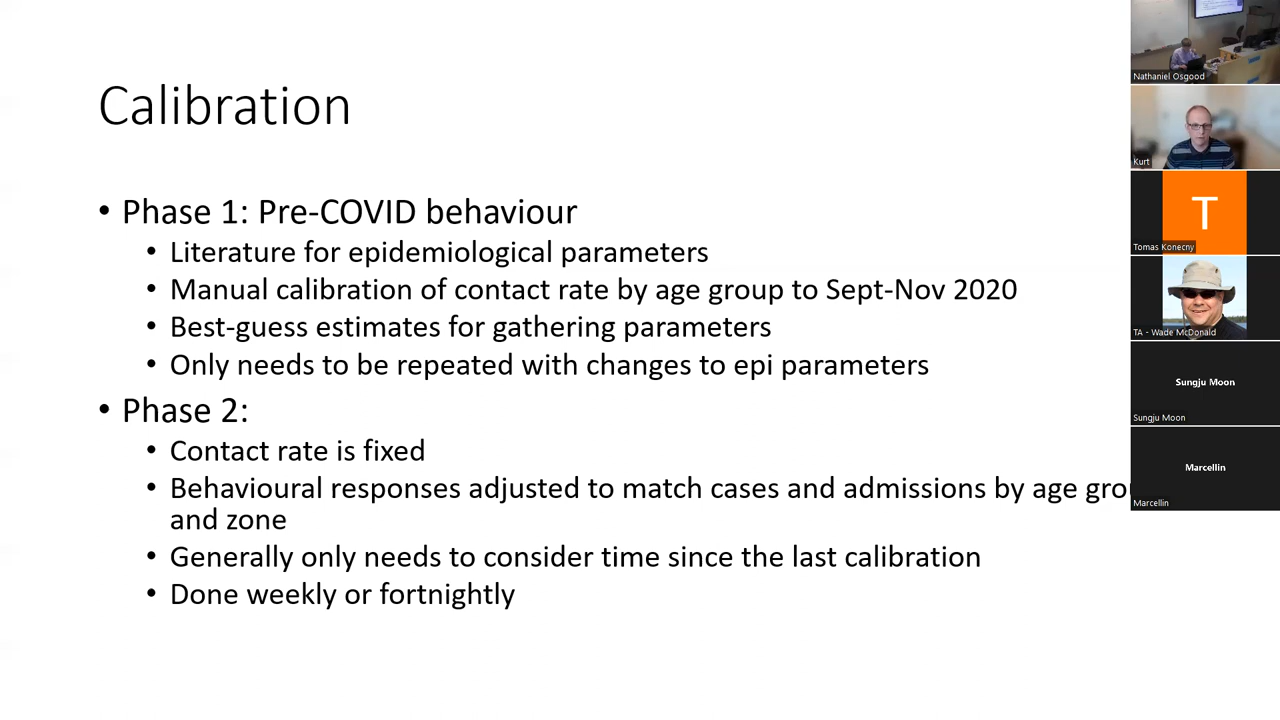 Calibration
• Phase 1: Pre-COVID behaviour
• Literature for epidemiological parameters
• Manual calibration of contact rate by age group to Sept-Nov 2020
• Best-guess estimates for gathering parameters
• Only needs to be repeated with changes to epi parameters
• Phase 2:
• Contact rate is fixed
• Behavioural responses adjusted to match cases and admissions by age
and zone
• Generally only needs to consider time since the last calibration
• Done weekly or fortnightly
Nathaniel Osgood
Kurt
T
Tomas Konecny
TA - Wade McDonald
Sungju Moon
Sungju Moon
Marcellin
Marcellin